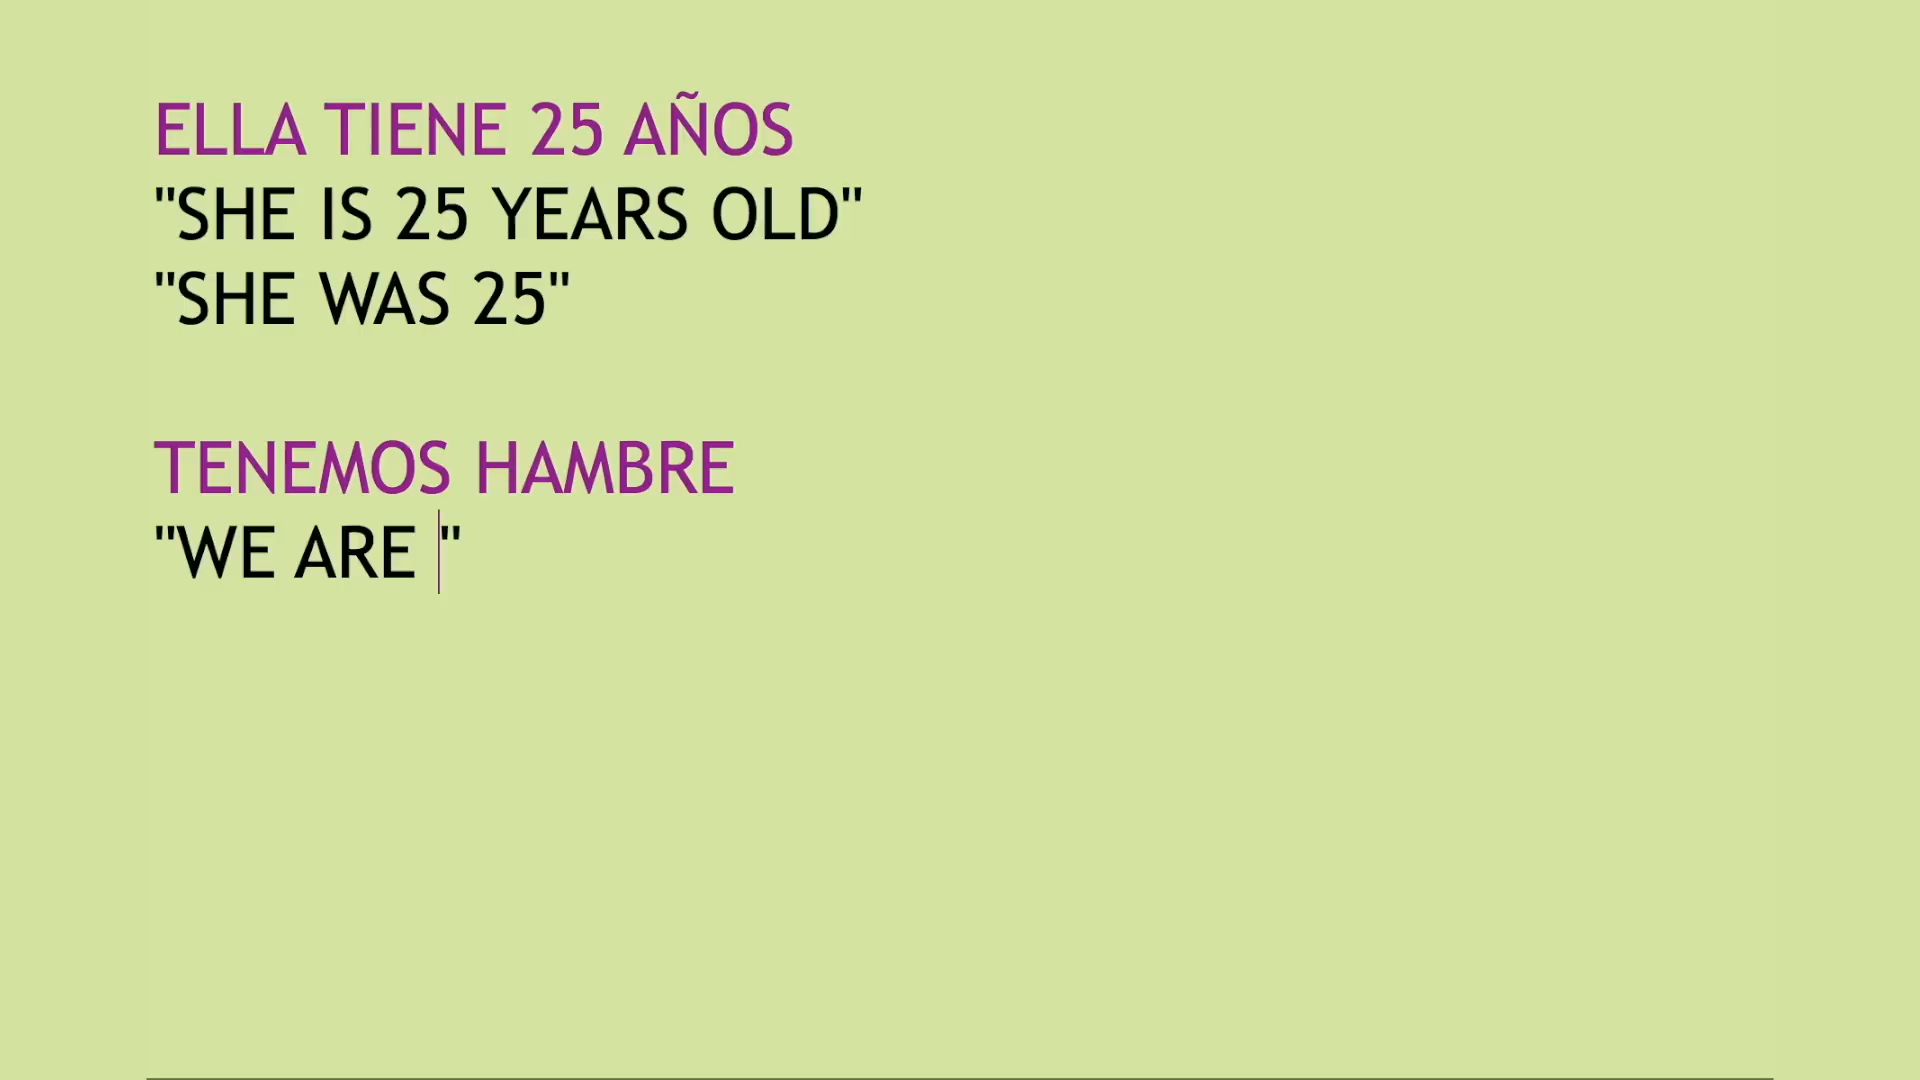 ELLA TIENE 25 AÑOS
"SHE IS 25 YEARS OLD"
"SHE WAS 25"
TENEMOS HAMBRE
"WE ARE "